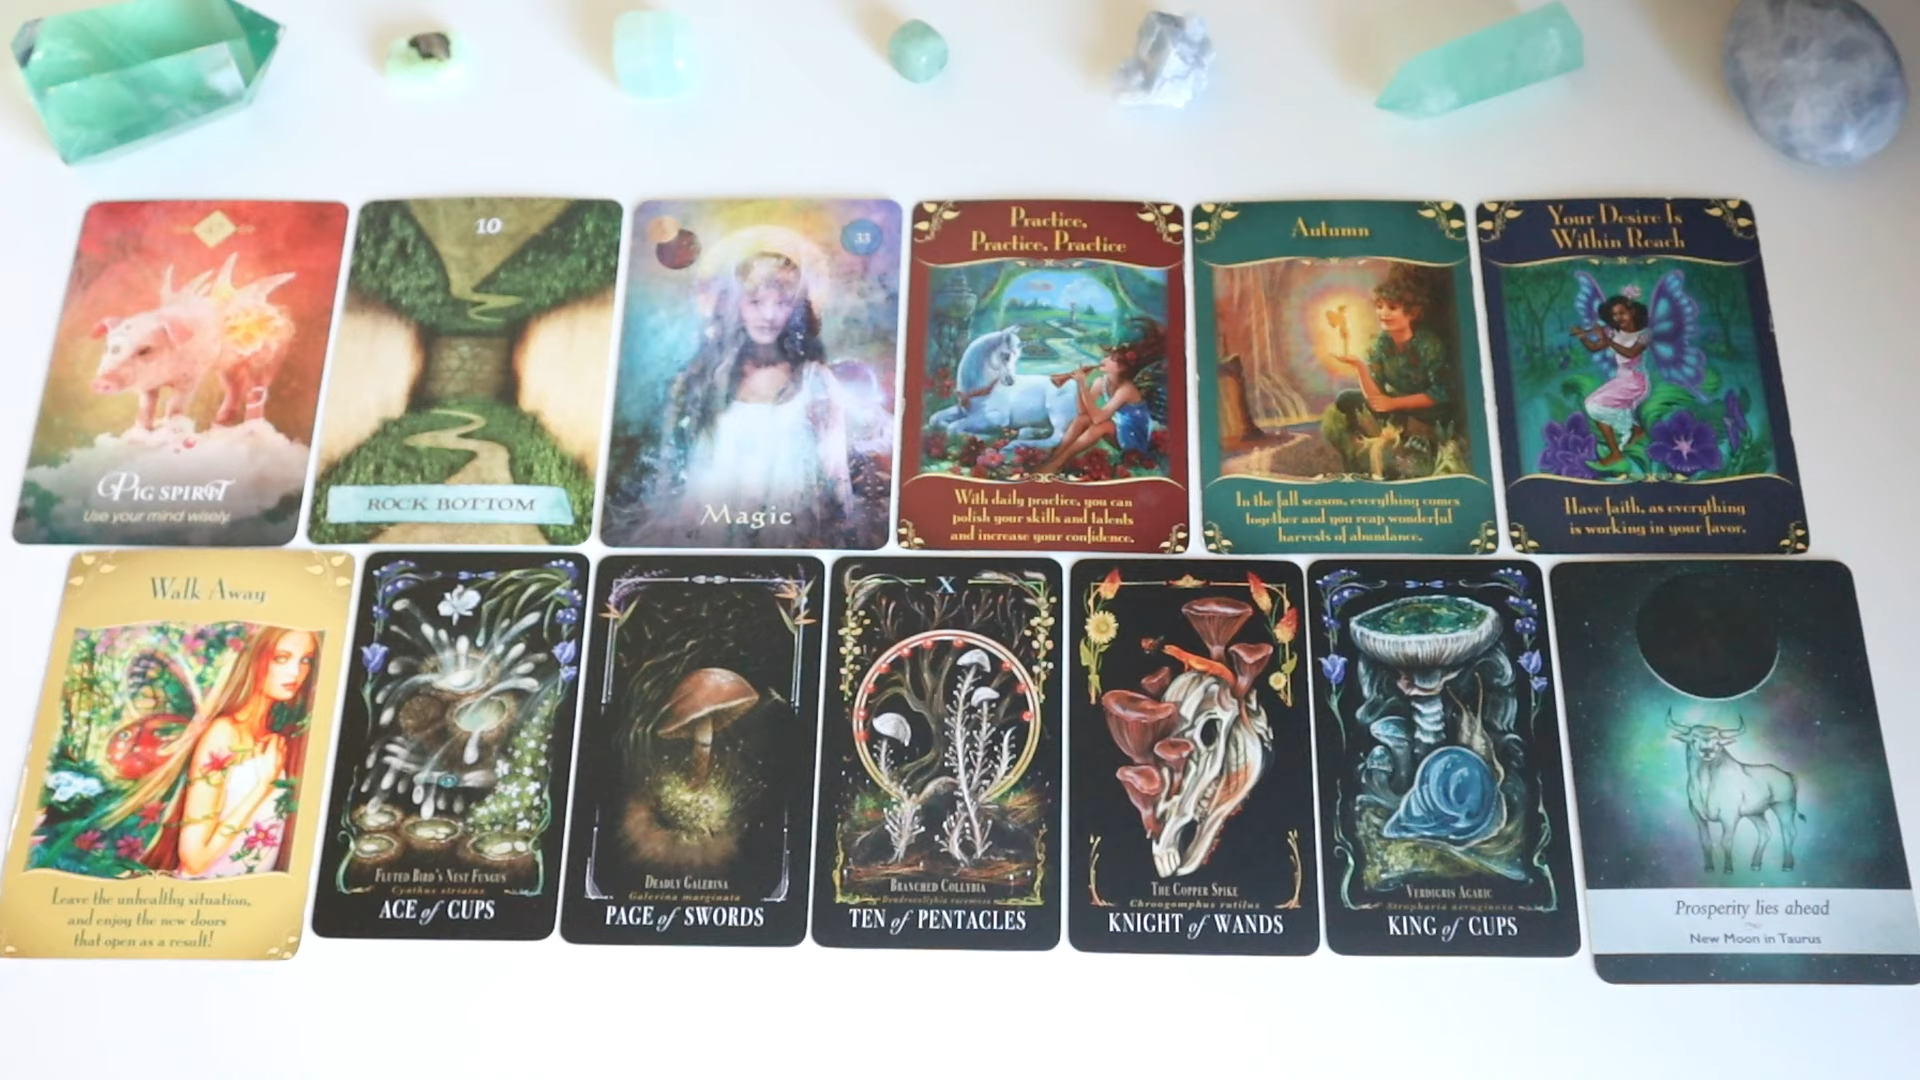 PIG SPIRIT
Use your mind wisely.
10
ROCK BOTTOM
33
Magic
Practice,
Practice, Practice
With daily practice, you can
polish your skills and talents
and increase your confidence.
Autumn
In the fall season, everything comes
together and you reap wonderful
harvests of abundance.
Your Desire Is
Within Reach
Have faith, as everything
is working in your favor.
Walk Away
Leave the unhealthy situation,
and enjoy the new doors
that open as a result!
FLUTED BIRD'S NEST FUNGUS
Cyathus striatus
ACE of CUPS
DEADLY GALERINA
Galerina marginata
PAGE of SWORDS
X
BRANCHED COLLYBIA
Dendrocollybia racemosa
TEN of PENTACLES
THE COPPER SPIKE
Chroogomphus rutilus
KNIGHT of WANDS
VERDIGRIS AGARIC
Stropharia aeruginosa
KING of CUPS
Prosperity lies ahead
New Moon in Taurus